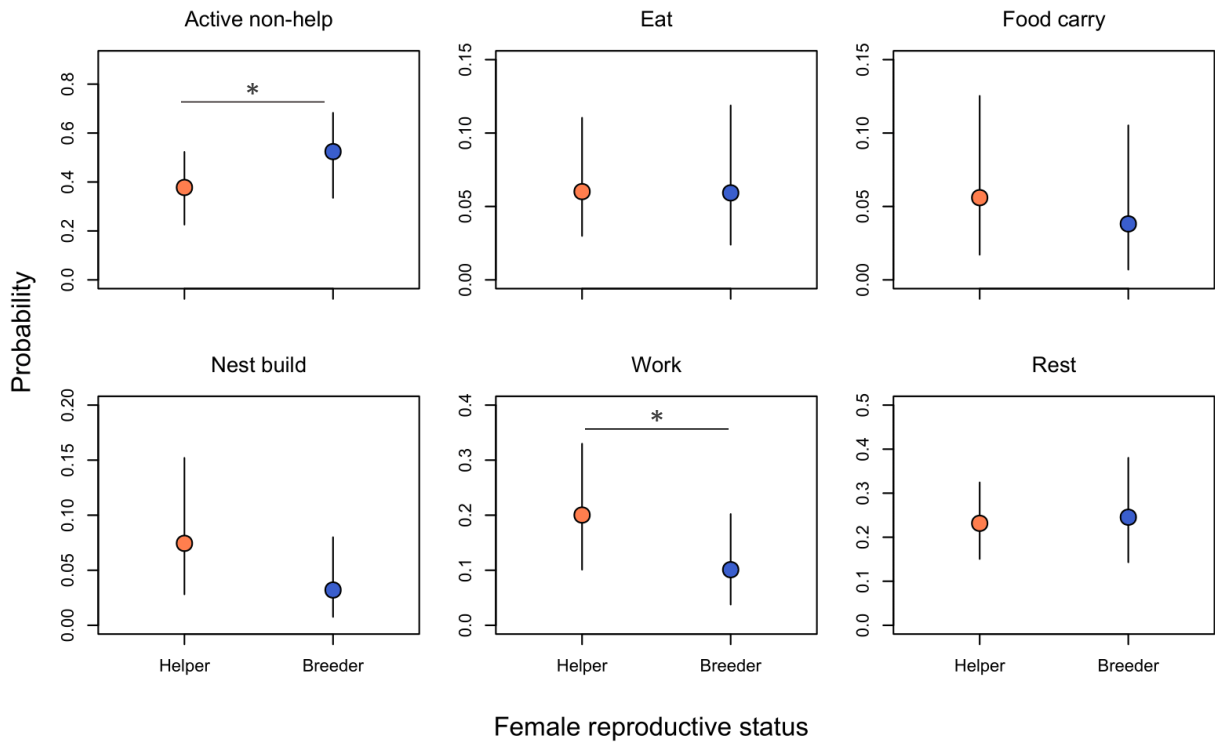 Active non-help
Eat
Food carry
0.8
0.6
0.4
0.2
0.0
*
0.15
0.10
0.05
0.00
0.15
0.10
0.05
0.00
Probability
Nest build
Work
Rest
0.20
0.15
0.10
0.05
0.00
0.4
0.3
0.2
0.1
0.0
*
0.5
0.4
0.3
0.2
0.1
0.0
Helper
Breeder
Helper
Breeder
Helper
Breeder
Female reproductive status